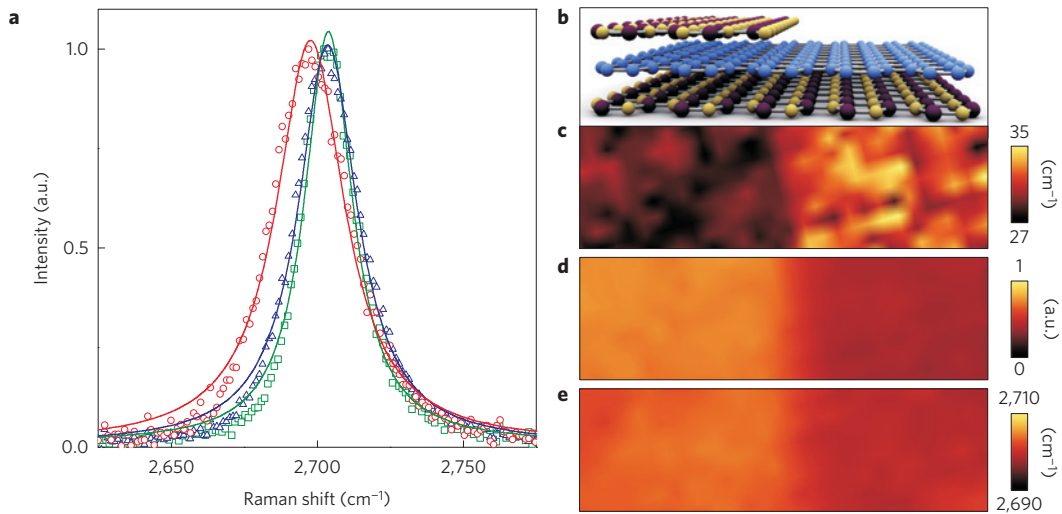 a
Intensity (a.u.)
1.0
0.5
0.0
2,650
2,700
2,750
Raman shift (cm⁻¹)
b
c
35
(cm⁻¹)
27
d
1
(a.u.)
0
e
2,710
(cm⁻¹)
2,690